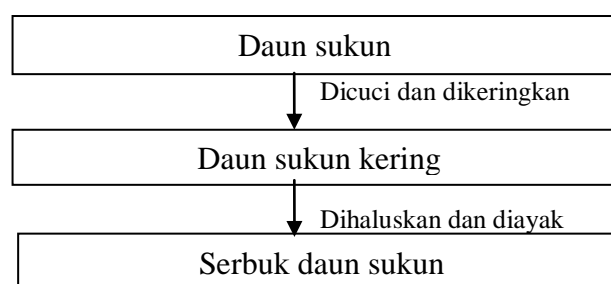 Daun sukun
Dicuci dan dikeringkan
Daun sukun kering
Dihaluskan dan diayak
Serbuk daun sukun